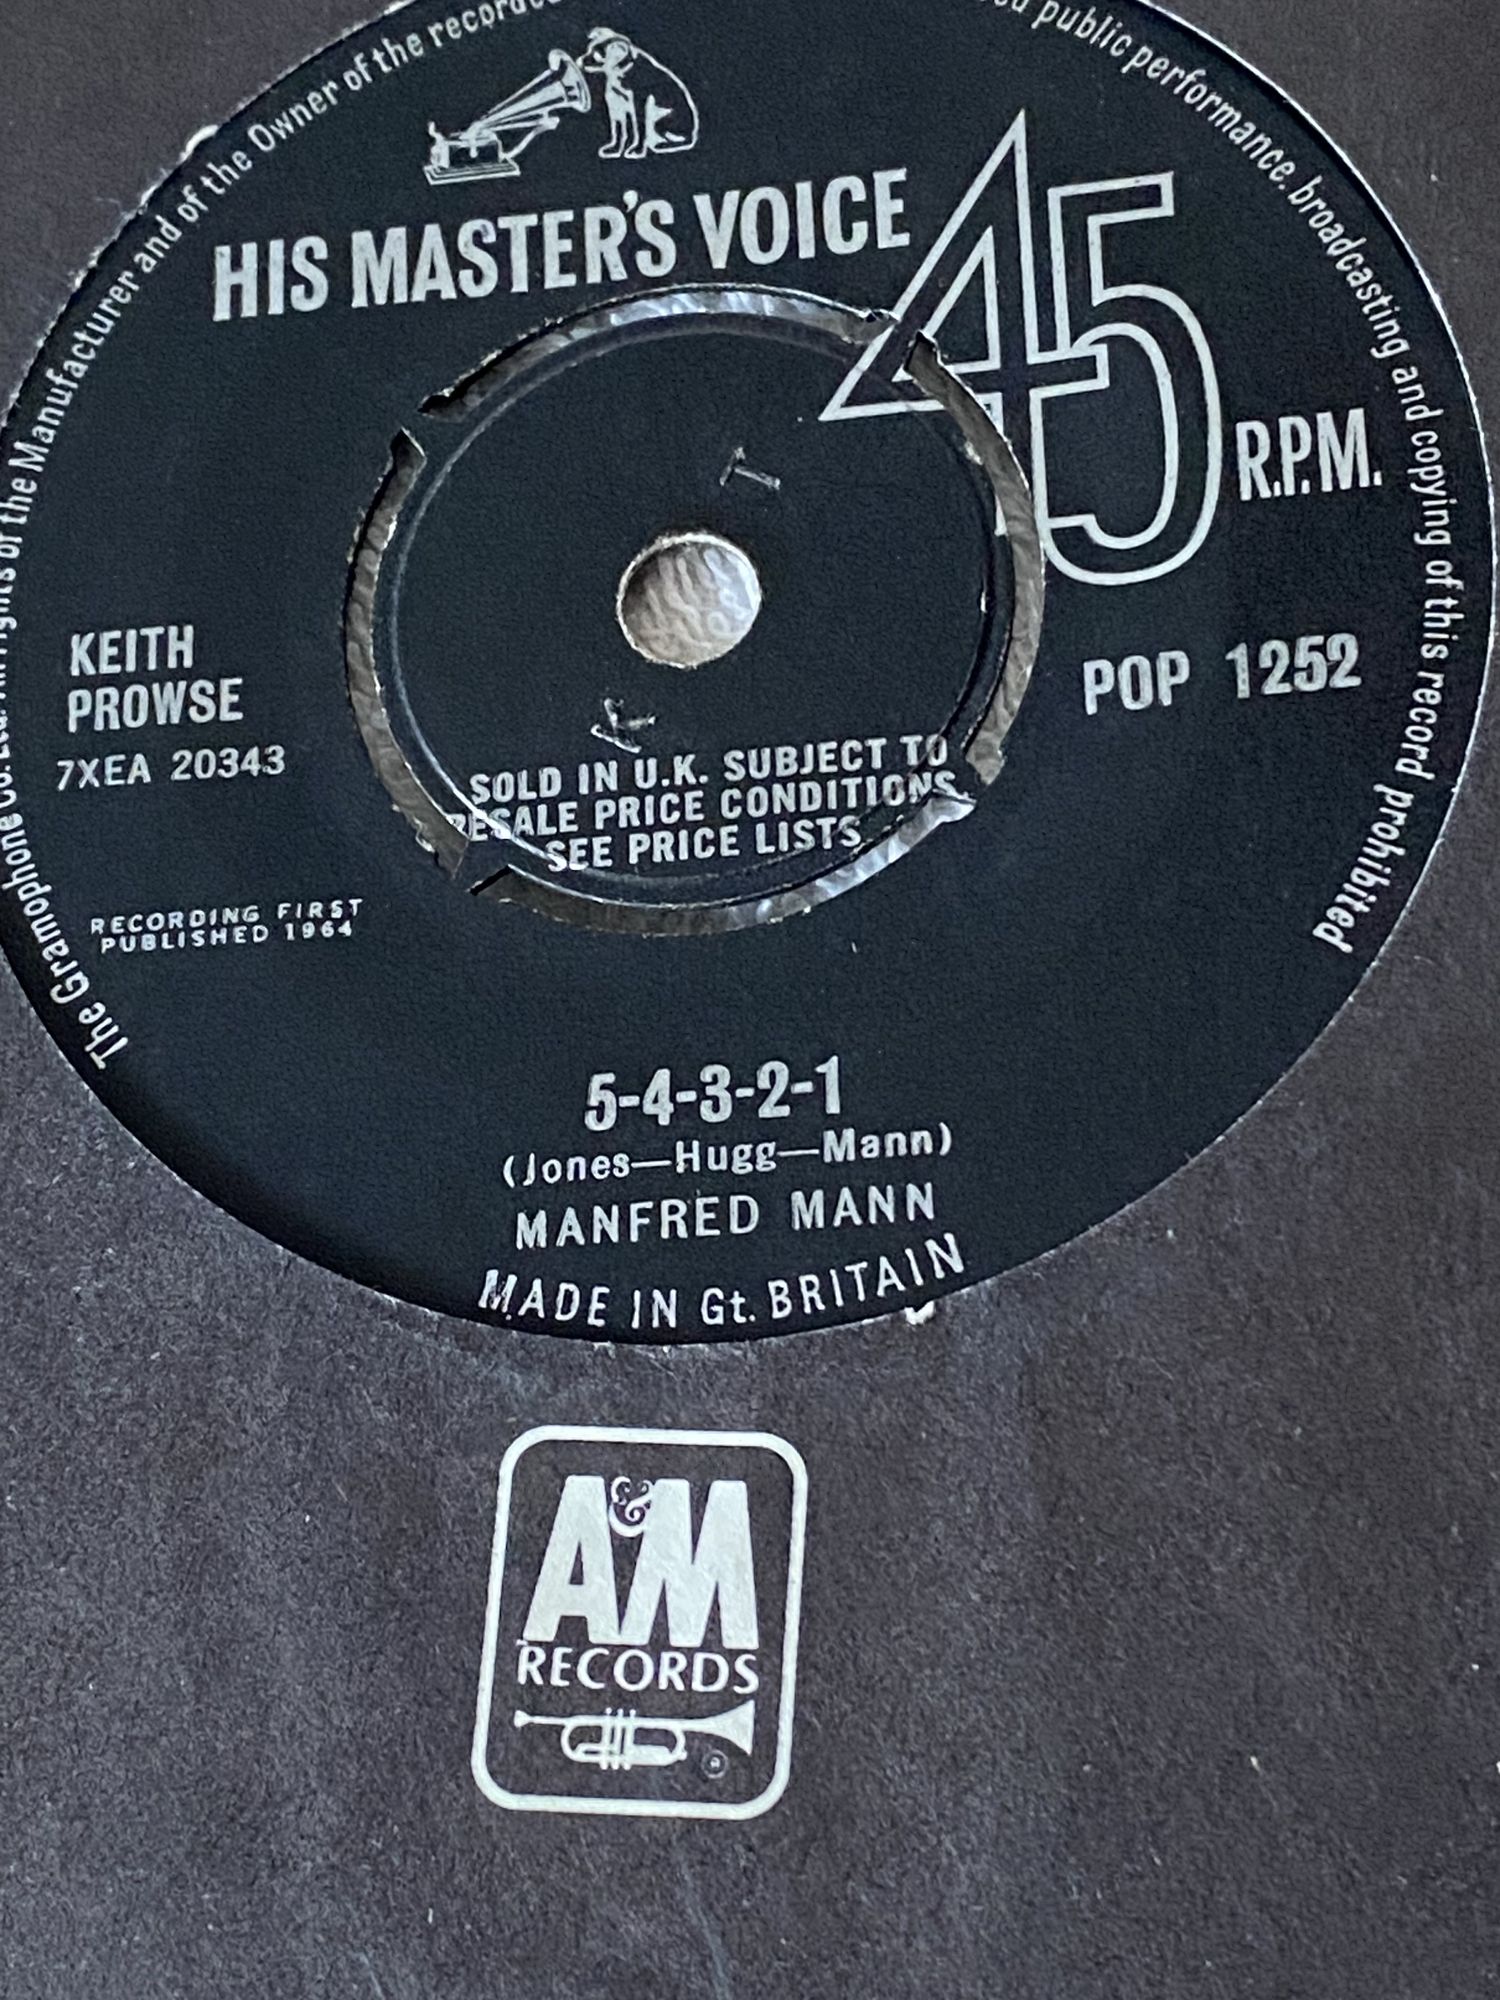 The Gramophone Co. Ltd. All rights of the Manufacturer and of the Owner of the recorded
public performance, broadcasting and copying of this record prohibited
HIS MASTER'S VOICE
45
R.P.M.
KEITH
PROWSE
7XEA 20343
POP 1252
SOLD IN U.K. SUBJECT TO
RESALE PRICE CONDITIONS
SEE PRICE LISTS
RECORDING FIRST
PUBLISHED 1964
5-4-3-2-1
(Jones—Hugg—Mann)
MANFRED MANN
MADE IN Gt. BRITAIN
A&M
RECORDS
®